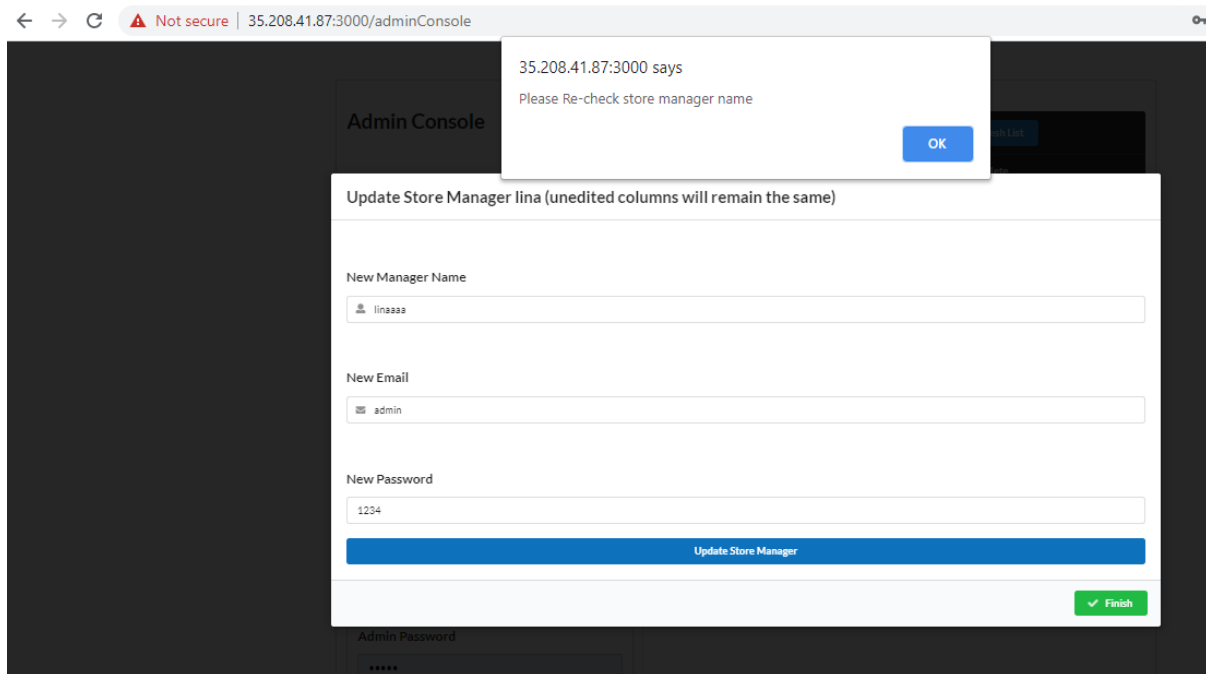 Not secure | 35.208.41.87:3000/adminConsole
35.208.41.87:3000 says
Please Re-check store manager name
OK
Admin Console
Update Store Manager lina (unedited columns will remain the same)
New Manager Name
linaaaa
New Email
admin
New Password
1234
Update Store Manager
Finish
Admin Password
•••••